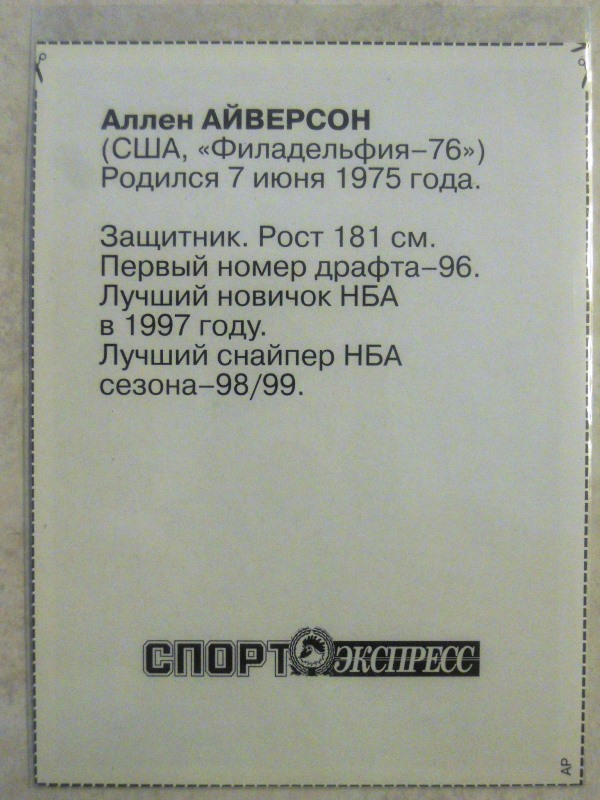 Аллен АЙВЕРСОН
(США, «Филадельфия–76»)
Родился 7 июня 1975 года.
Защитник. Рост 181 см.
Первый номер драфта–96.
Лучший новичок НБА
в 1997 году.
Лучший снайпер НБА
сезона–98/99.
СПОРТ ЭКСПРЕСС
АР